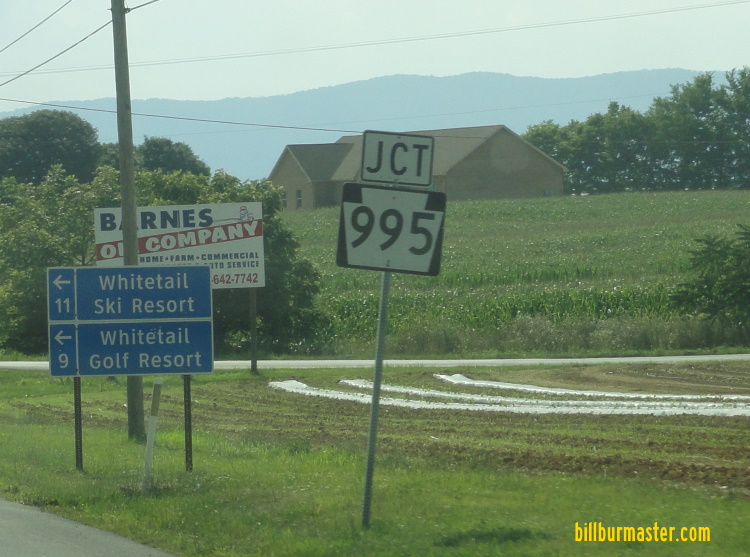 JCT
995
BARNES
OIL COMPANY
HOME • FARM • COMMERCIAL
SERVICE
-642-7742
← Whitetail
11 Ski Resort
← Whitetail
9 Golf Resort
billburmaster.com